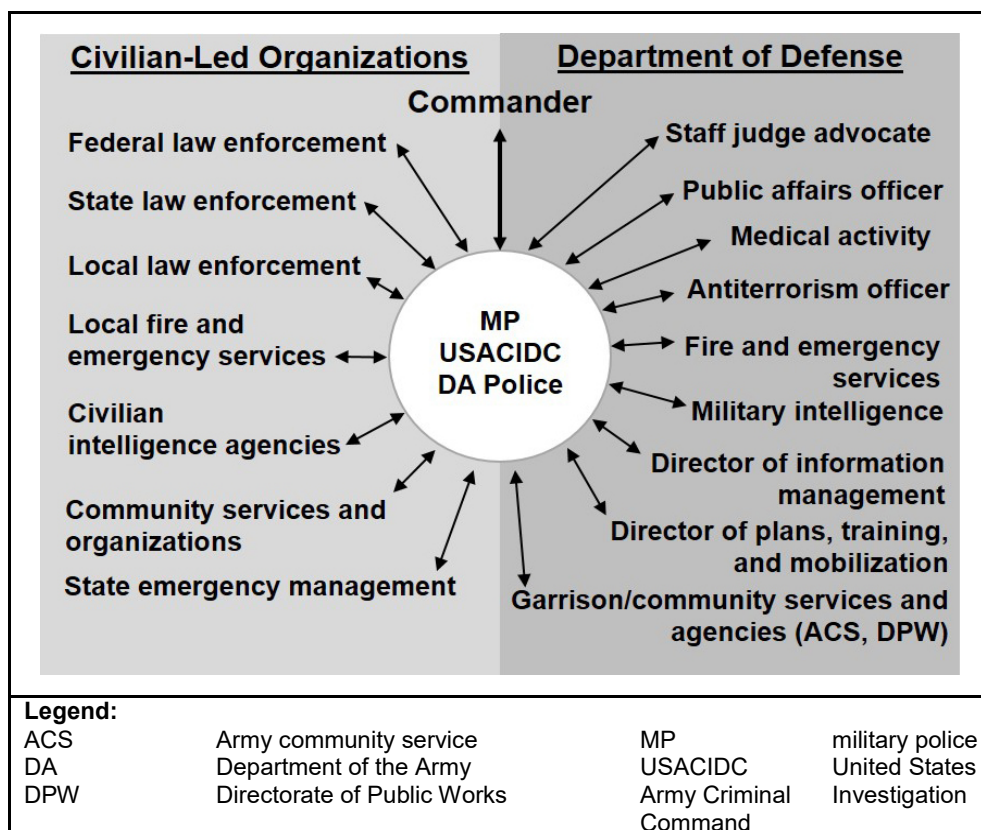 Civilian-Led Organizations
Department of Defense
Commander
Federal law enforcement
State law enforcement
Local law enforcement
Local fire and
emergency services
Civilian
intelligence agencies
Community services and
organizations
State emergency management
MP
USACIDC
DA Police
Staff judge advocate
Public affairs officer
Medical activity
Antiterrorism officer
Fire and emergency
services
Military intelligence
Director of information
management
Director of plans, training,
and mobilization
Garrison/community services and
agencies (ACS, DPW)
Legend:
ACS Army community service
DA Department of the Army
DPW Directorate of Public Works
MP military police
USACIDC United States
Army Criminal Investigation
Command